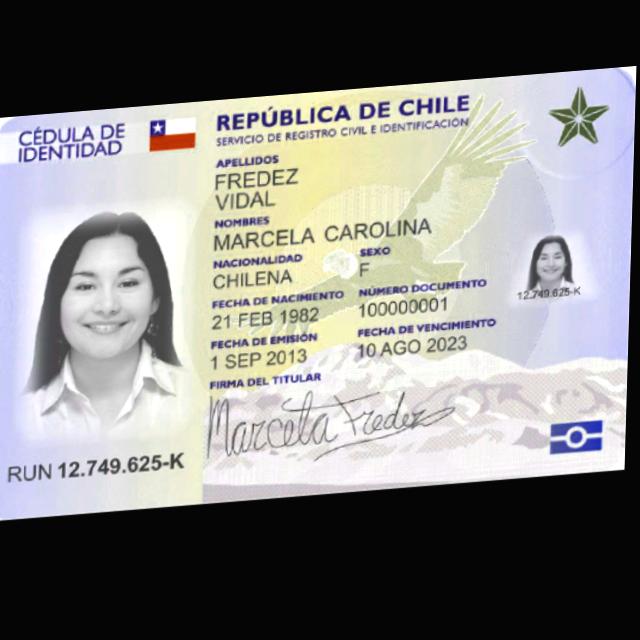 CÉDULA DE
IDENTIDAD
REPÚBLICA DE CHILE
SERVICIO DE REGISTRO CIVIL E IDENTIFICACIÓN
APELLIDOS
FREDEZ
VIDAL
NOMBRES
MARCELA CAROLINA
NACIONALIDAD SEXO
CHILENA F
FECHA DE NACIMIENTO NÚMERO DOCUMENTO
21 FEB 1982 100000001
FECHA DE EMISIÓN FECHA DE VENCIMIENTO
1 SEP 2013 10 AGO 2023
FIRMA DEL TITULAR
Marcela Fredez
12.749.625-K
RUN 12.749.625-K